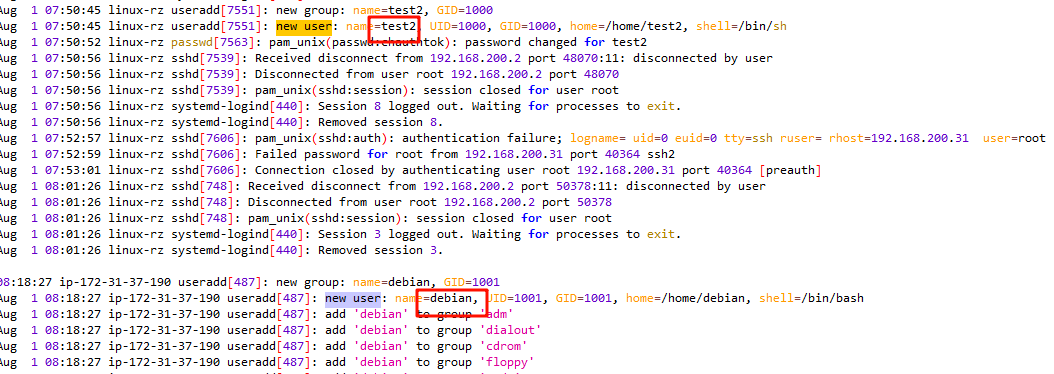 Aug  1 07:50:45 linux-rz useradd[7551]: new group: name=test2, GID=1000
Aug  1 07:50:45 linux-rz useradd[7551]: new user: name=test2  UID=1000, GID=1000, home=/home/test2, shell=/bin/sh
Aug  1 07:50:52 linux-rz passwd[7563]: pam_unix(passwd:chauthtok): password changed for test2
Aug  1 07:50:56 linux-rz sshd[7539]: Received disconnect from 192.168.200.2 port 48070:11: disconnected by user
Aug  1 07:50:56 linux-rz sshd[7539]: Disconnected from user root 192.168.200.2 port 48070
Aug  1 07:50:56 linux-rz sshd[7539]: pam_unix(sshd:session): session closed for user root
Aug  1 07:50:56 linux-rz systemd-logind[440]: Session 8 logged out. Waiting for processes to exit.
Aug  1 07:50:56 linux-rz systemd-logind[440]: Removed session 8.
Aug  1 07:52:57 linux-rz sshd[7606]: pam_unix(sshd:auth): authentication failure; logname= uid=0 euid=0 tty=ssh ruser= rhost=192.168.200.31  user=root
Aug  1 07:52:59 linux-rz sshd[7606]: Failed password for root from 192.168.200.31 port 40364 ssh2
Aug  1 07:53:01 linux-rz sshd[7606]: Connection closed by authenticating user root 192.168.200.31 port 40364 [preauth]
Aug  1 08:01:26 linux-rz sshd[748]: Received disconnect from 192.168.200.2 port 50378:11: disconnected by user
Aug  1 08:01:26 linux-rz sshd[748]: Disconnected from user root 192.168.200.2 port 50378
Aug  1 08:01:26 linux-rz sshd[748]: pam_unix(sshd:session): session closed for user root
Aug  1 08:01:26 linux-rz systemd-logind[440]: Session 3 logged out. Waiting for processes to exit.
Aug  1 08:01:26 linux-rz systemd-logind[440]: Removed session 3.
08:18:27 ip-172-31-37-190 useradd[487]: new group: name=debian, GID=1001
Aug  1 08:18:27 ip-172-31-37-190 useradd[487]: new user: name=debian, UID=1001, GID=1001, home=/home/debian, shell=/bin/bash
Aug  1 08:18:27 ip-172-31-37-190 useradd[487]: add 'debian' to group 'adm'
Aug  1 08:18:27 ip-172-31-37-190 useradd[487]: add 'debian' to group 'dialout'
Aug  1 08:18:27 ip-172-31-37-190 useradd[487]: add 'debian' to group 'cdrom'
Aug  1 08:18:27 ip-172-31-37-190 useradd[487]: add 'debian' to group 'floppy'